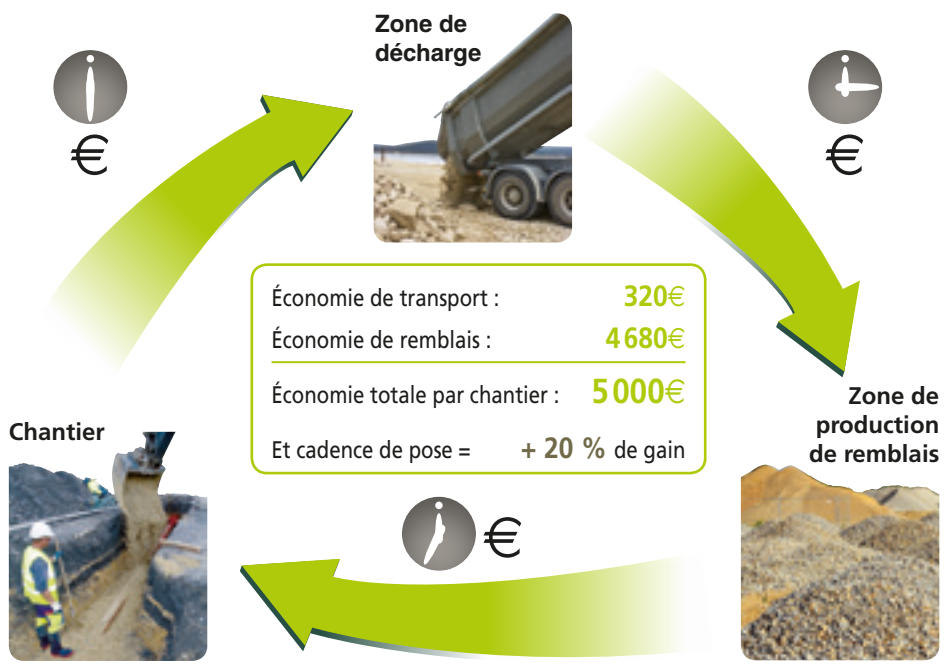 Zone de
décharge
€
€
Économie de transport : 320€
Économie de remblais : 4 680€
Économie totale par chantier : 5 000€
Et cadence de pose = + 20 % de gain
Chantier
Zone de
production
de remblais
€